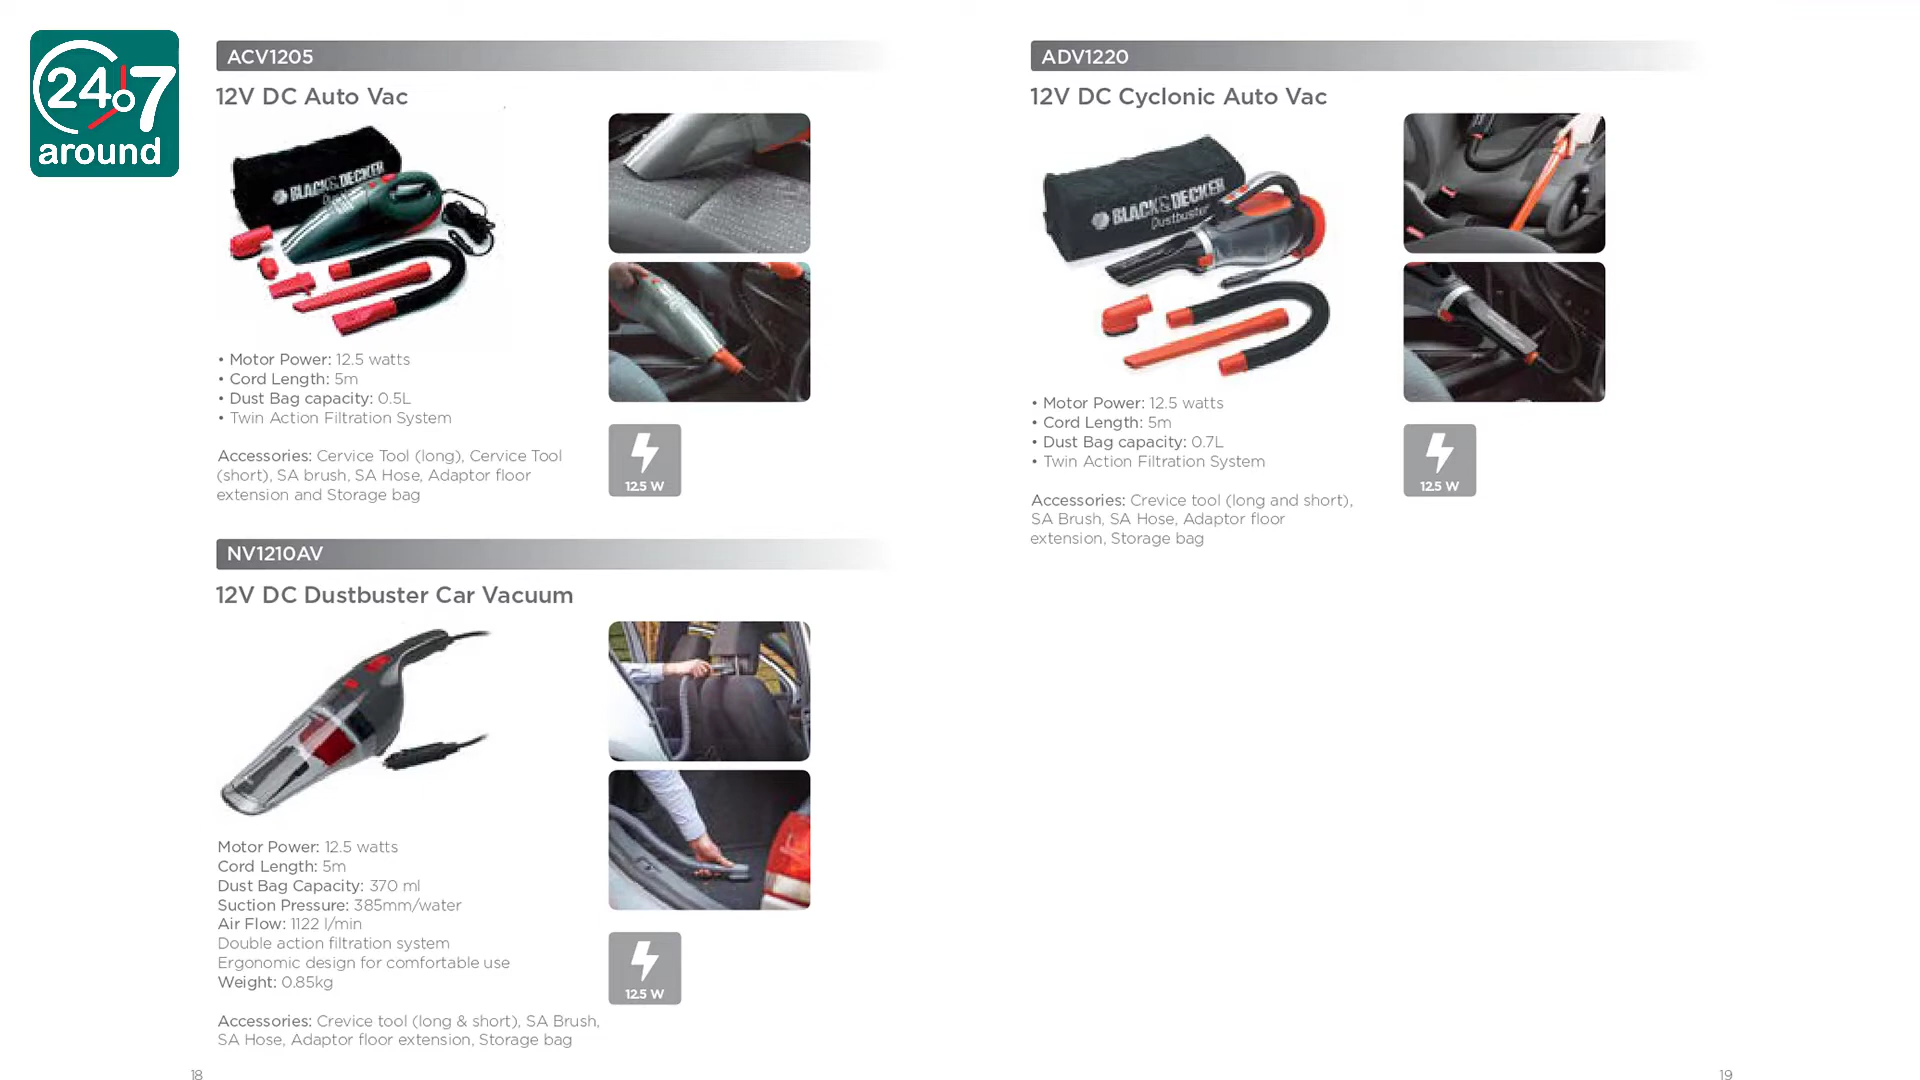 24o7
around
ACV1205
12V DC Auto Vac
BLACK&DECKER
• Motor Power: 12.5 watts
• Cord Length: 5m
• Dust Bag capacity: 0.5L
• Twin Action Filtration System
Accessories: Cervice Tool (long), Cervice Tool
(short), SA brush, SA Hose, Adaptor floor
extension and Storage bag
12.5 W
NV1210AV
12V DC Dustbuster Car Vacuum
Motor Power: 12.5 watts
Cord Length: 5m
Dust Bag Capacity: 370 ml
Suction Pressure: 385mm/water
Air Flow: 1122 l/min
Double action filtration system
Ergonomic design for comfortable use
Weight: 0.85kg
Accessories: Crevice tool (long & short), SA Brush,
SA Hose, Adaptor floor extension, Storage bag
12.5 W
18
ADV1220
12V DC Cyclonic Auto Vac
BLACK&DECKER
Dustbuster
• Motor Power: 12.5 watts
• Cord Length: 5m
• Dust Bag capacity: 0.7L
• Twin Action Filtration System
Accessories: Crevice tool (long and short),
SA Brush, SA Hose, Adaptor floor
extension, Storage bag
12.5 W
19